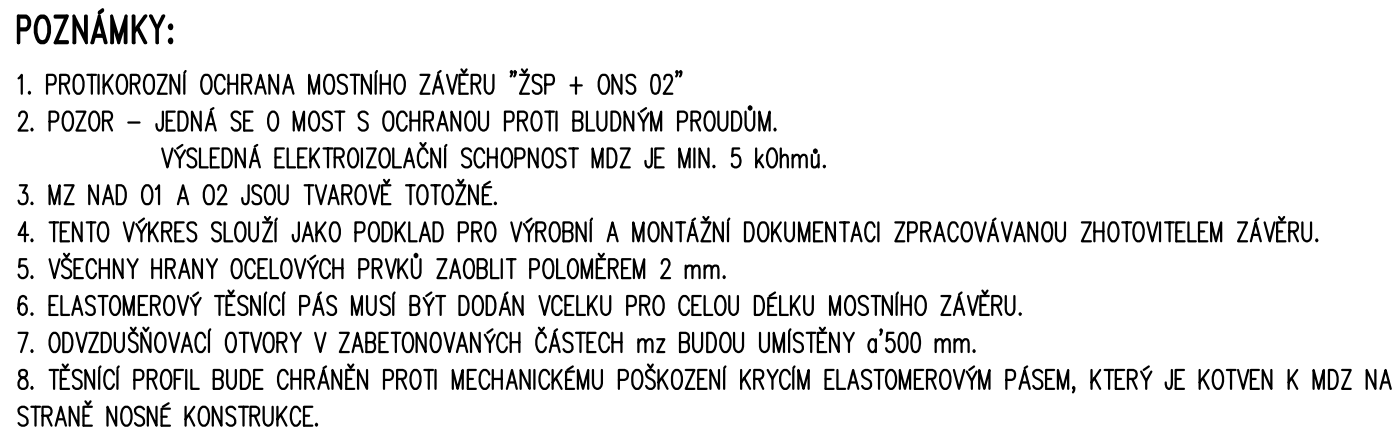 POZNÁMKY:
1. PROTIKOROZNÍ OCHRANA MOSTNÍHO ZÁVĚRU "ŽSP + ONS 02"
2. POZOR – JEDNÁ SE O MOST S OCHRANOU PROTI BLUDNÝM PROUDŮM.
VÝSLEDNÁ ELEKTROIZOLAČNÍ SCHOPNOST MDZ JE MIN. 5 kOhmů.
3. MZ NAD O1 A O2 JSOU TVAROVĚ TOTOŽNÉ.
4. TENTO VÝKRES SLOUŽÍ JAKO PODKLAD PRO VÝROBNÍ A MONTÁŽNÍ DOKUMENTACI ZPRACOVÁVANOU ZHOTOVITELEM ZÁVĚRU.
5. VŠECHNY HRANY OCELOVÝCH PRVKŮ ZAOBLIT POLOMĚREM 2 mm.
6. ELASTOMEROVÝ TĚSNÍCÍ PÁS MUSÍ BÝT DODÁN VCELKU PRO CELOU DÉLKU MOSTNÍHO ZÁVĚRU.
7. ODVZDUŠŇOVACÍ OTVORY V ZABETONOVANÝCH ČÁSTECH mz BUDOU UMÍSTĚNY a'500 mm.
8. TĚSNÍCÍ PROFIL BUDE CHRÁNĚN PROTI MECHANICKÉMU POŠKOZENÍ KRYCÍM ELASTOMEROVÝM PÁSEM, KTERÝ JE KOTVEN K MDZ NA
STRANĚ NOSNÉ KONSTRUKCE.